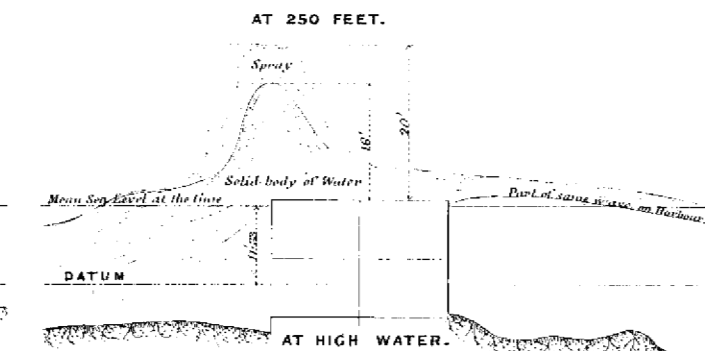 AT 250 FEET.
Spray
16'
20'
Solid body of Water
Mean Sea Level at the time
Part of same wave, on Harbour.
DATUM
AT HIGH WATER.